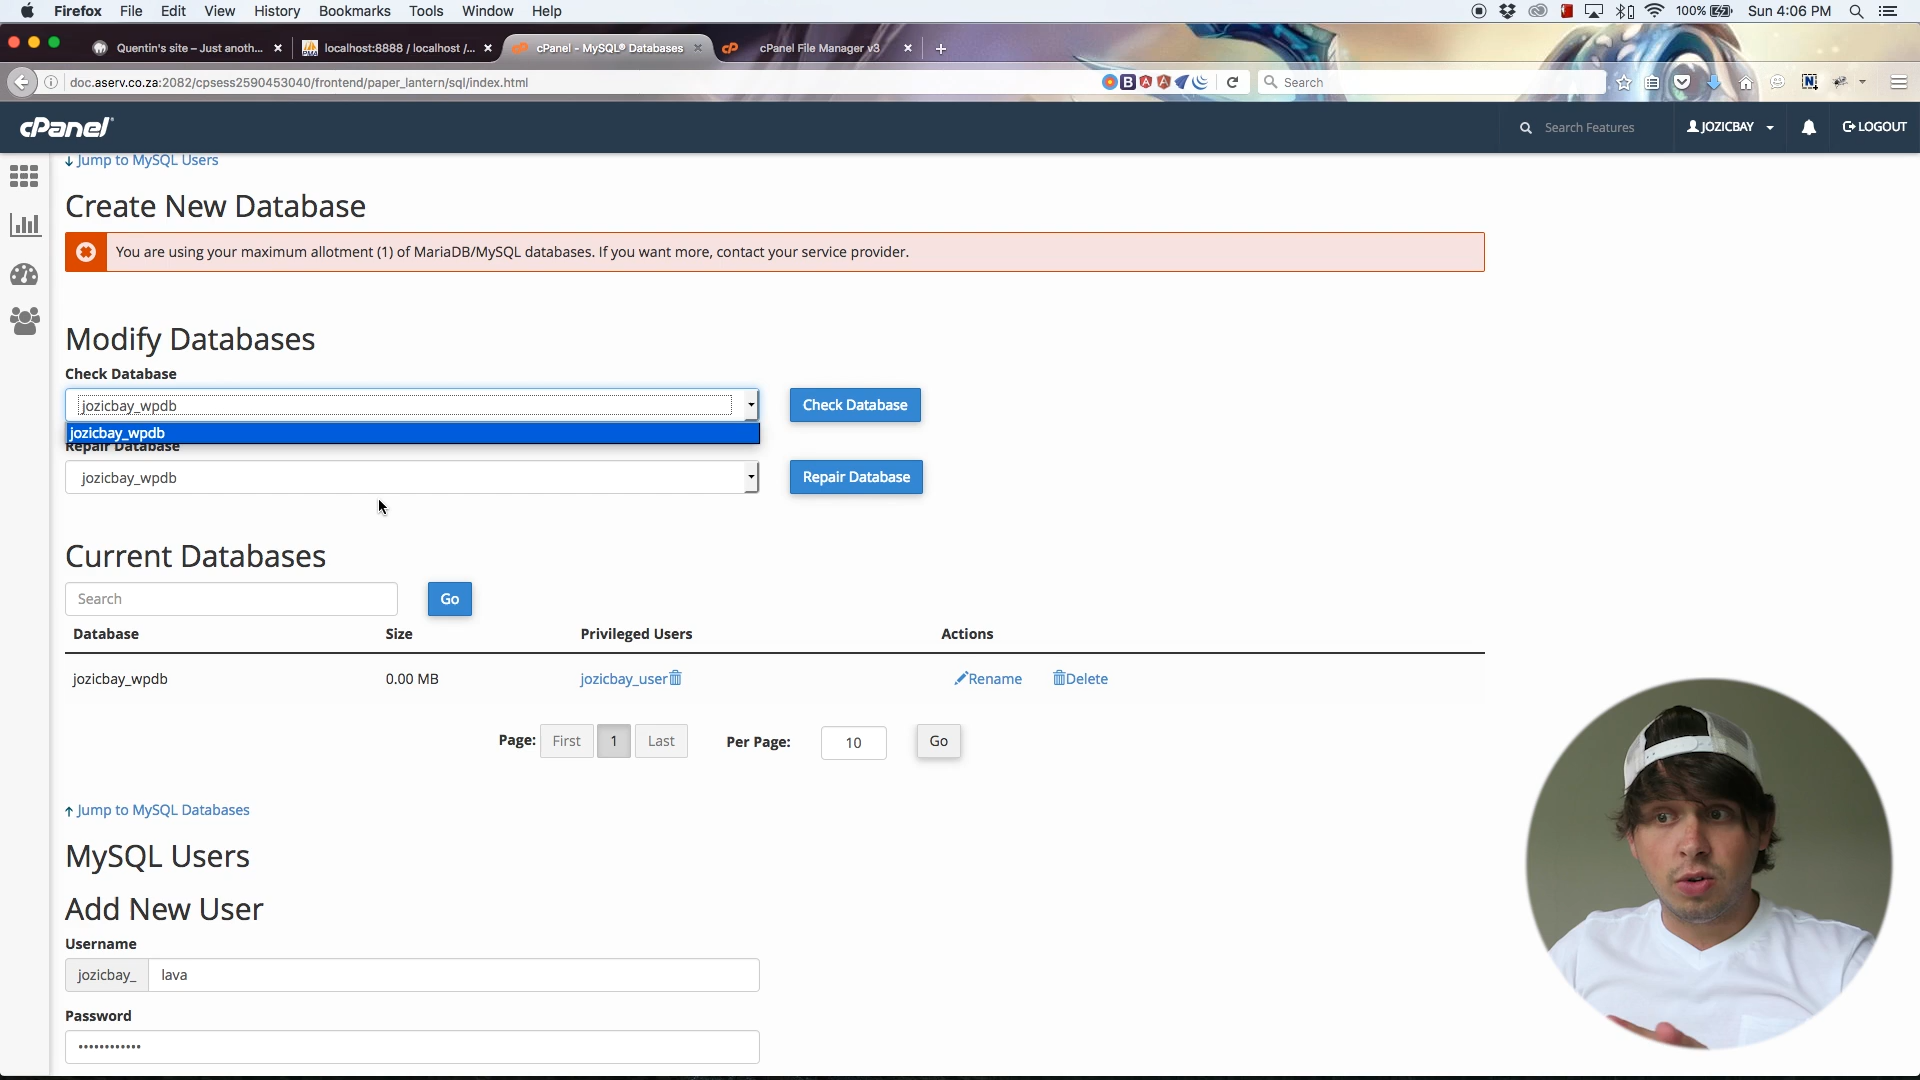 Firefox File Edit View History Bookmarks Tools Window Help 100% Sun 4:06 PM
Quentin's site – Just anoth... localhost:8888 / localhost /... cPanel - MySQL® Databases cPanel File Manager v3
doc.aserv.co.za:2082/cpsess2590453040/frontend/paper_lantern/sql/index.html Search
cPanel Search Features JOZICBAY LOGOUT
Jump to MySQL Users
Create New Database
You are using your maximum allotment (1) of MariaDB/MySQL databases. If you want more, contact your service provider.
Modify Databases
Check Database
jozicbay_wpdb Check Database
jozicbay_wpdb
Repair Database
jozicbay_wpdb Repair Database
Current Databases
Search Go
Database Size Privileged Users Actions
jozicbay_wpdb 0.00 MB jozicbay_user Rename Delete
Page: First 1 Last Per Page: 10 Go
Jump to MySQL Databases
MySQL Users
Add New User
Username
jozicbay_ lava
Password
••••••••••••